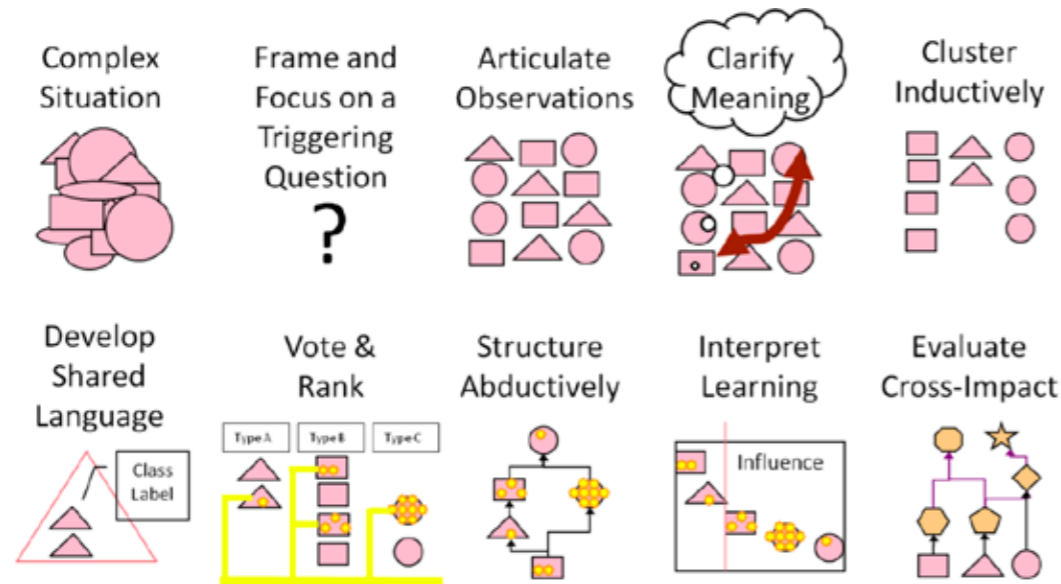 Complex
Situation
Frame and
Focus on a
Triggering
Question
?
Articulate
Observations
Clarify
Meaning
Cluster
Inductively
Develop
Shared
Language
Class
Label
Vote &
Rank
Type A
Type B
Type C
Structure
Abductively
Interpret
Learning
Influence
Evaluate
Cross-Impact